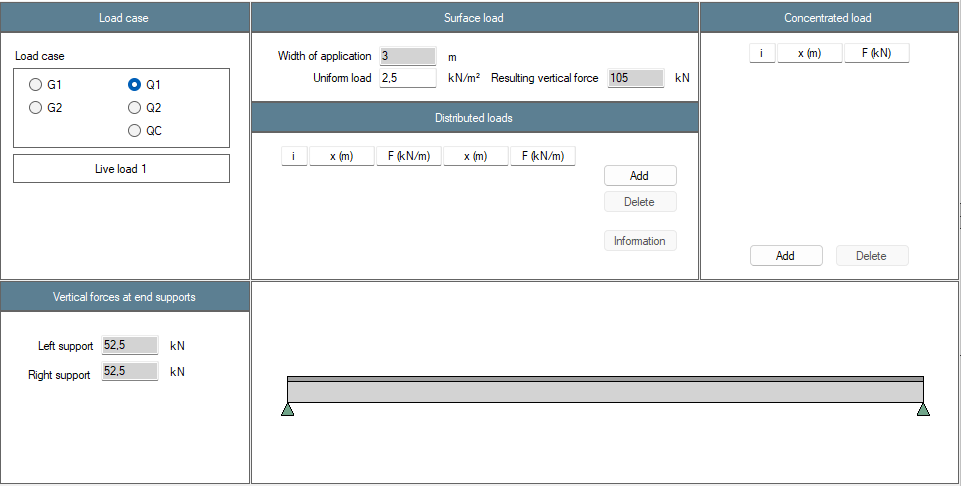 Load case
Surface load
Concentrated load
Load case
G1
Q1
G2
Q2
QC
Live load 1
Width of application 3 m
Uniform load 2,5 kN/m² Resulting vertical force 105 kN
Distributed loads
i x (m) F (kN/m) x (m) F (kN/m)
Add
Delete
Information
i x (m) F (kN)
Add Delete
Vertical forces at end supports
Left support 52,5 kN
Right support 52,5 kN